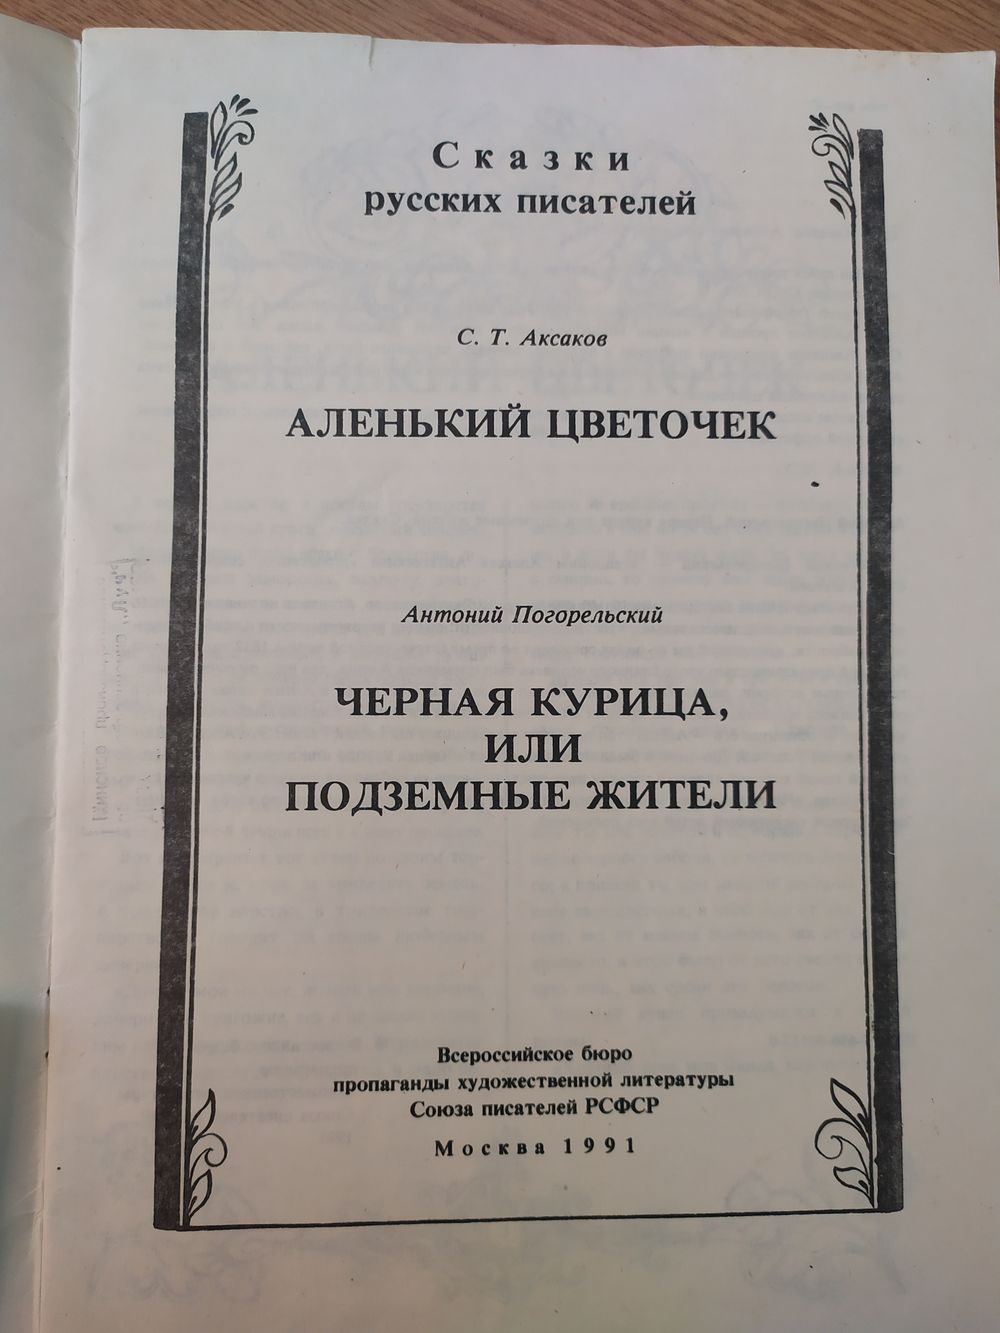 Сказки
русских писателей
С. Т. Аксаков
АЛЕНЬКИЙ ЦВЕТОЧЕК
Антоний Погорельский
ЧЕРНАЯ КУРИЦА,
ИЛИ
ПОДЗЕМНЫЕ ЖИТЕЛИ
Всероссийское бюро
пропаганды художественной литературы
Союза писателей РСФСР
Москва 1991